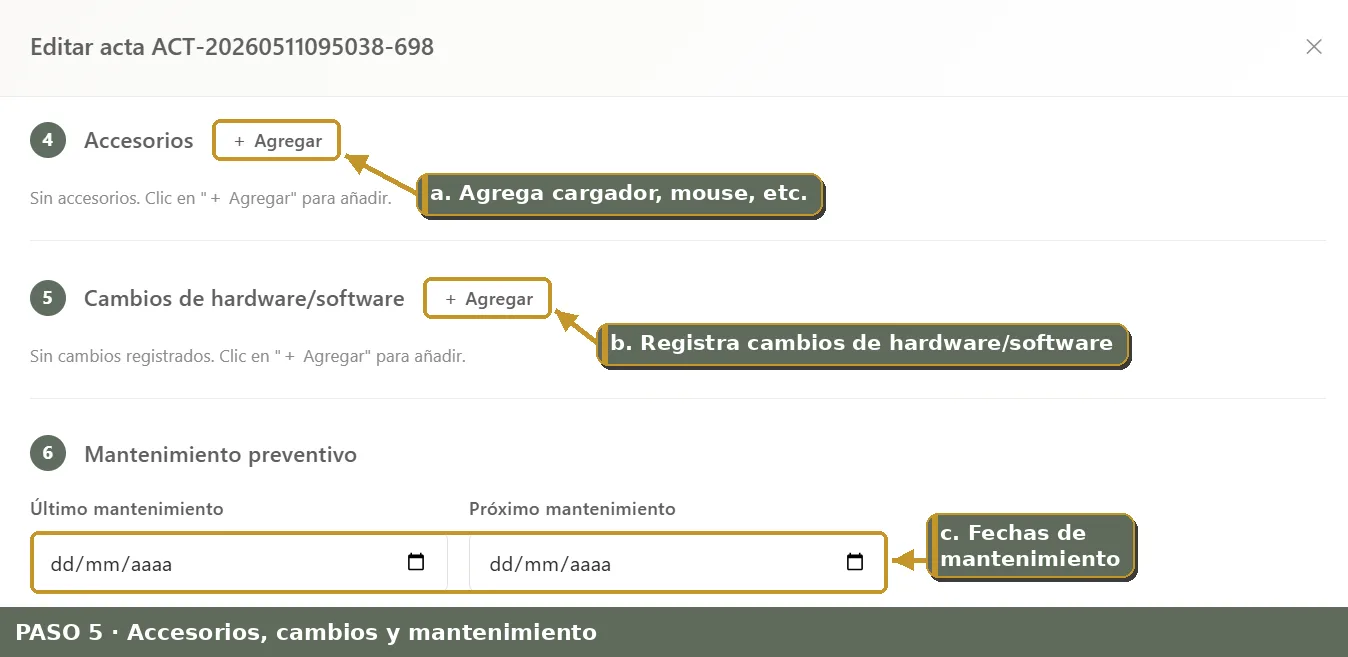 Editar acta ACT-20260511095038-698
4 Accesorios + Agregar
a. Agrega cargador, mouse, etc.
Sin accesorios. Clic en "+ Agregar" para añadir.
5 Cambios de hardware/software + Agregar
b. Registra cambios de hardware/software
Sin cambios registrados. Clic en "+ Agregar" para añadir.
6 Mantenimiento preventivo
Último mantenimiento Próximo mantenimiento
dd/mm/aaaa dd/mm/aaaa
c. Fechas de
mantenimiento
PASO 5 · Accesorios, cambios y mantenimiento